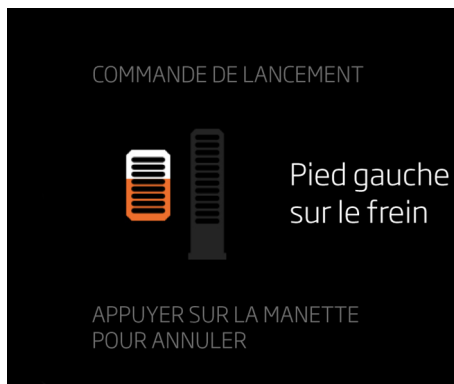 COMMANDE DE LANCEMENT
Pied gauche
sur le frein
APPUYER SUR LA MANETTE
POUR ANNULER